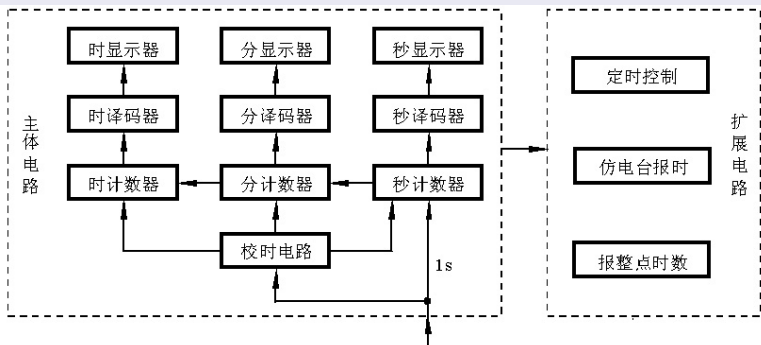 时显示器
分显示器
秒显示器
时译码器
分译码器
秒译码器
时计数器
分计数器
秒计数器
校时电路
1s
主体电路
定时控制
仿电台报时
报整点时数
扩展电路